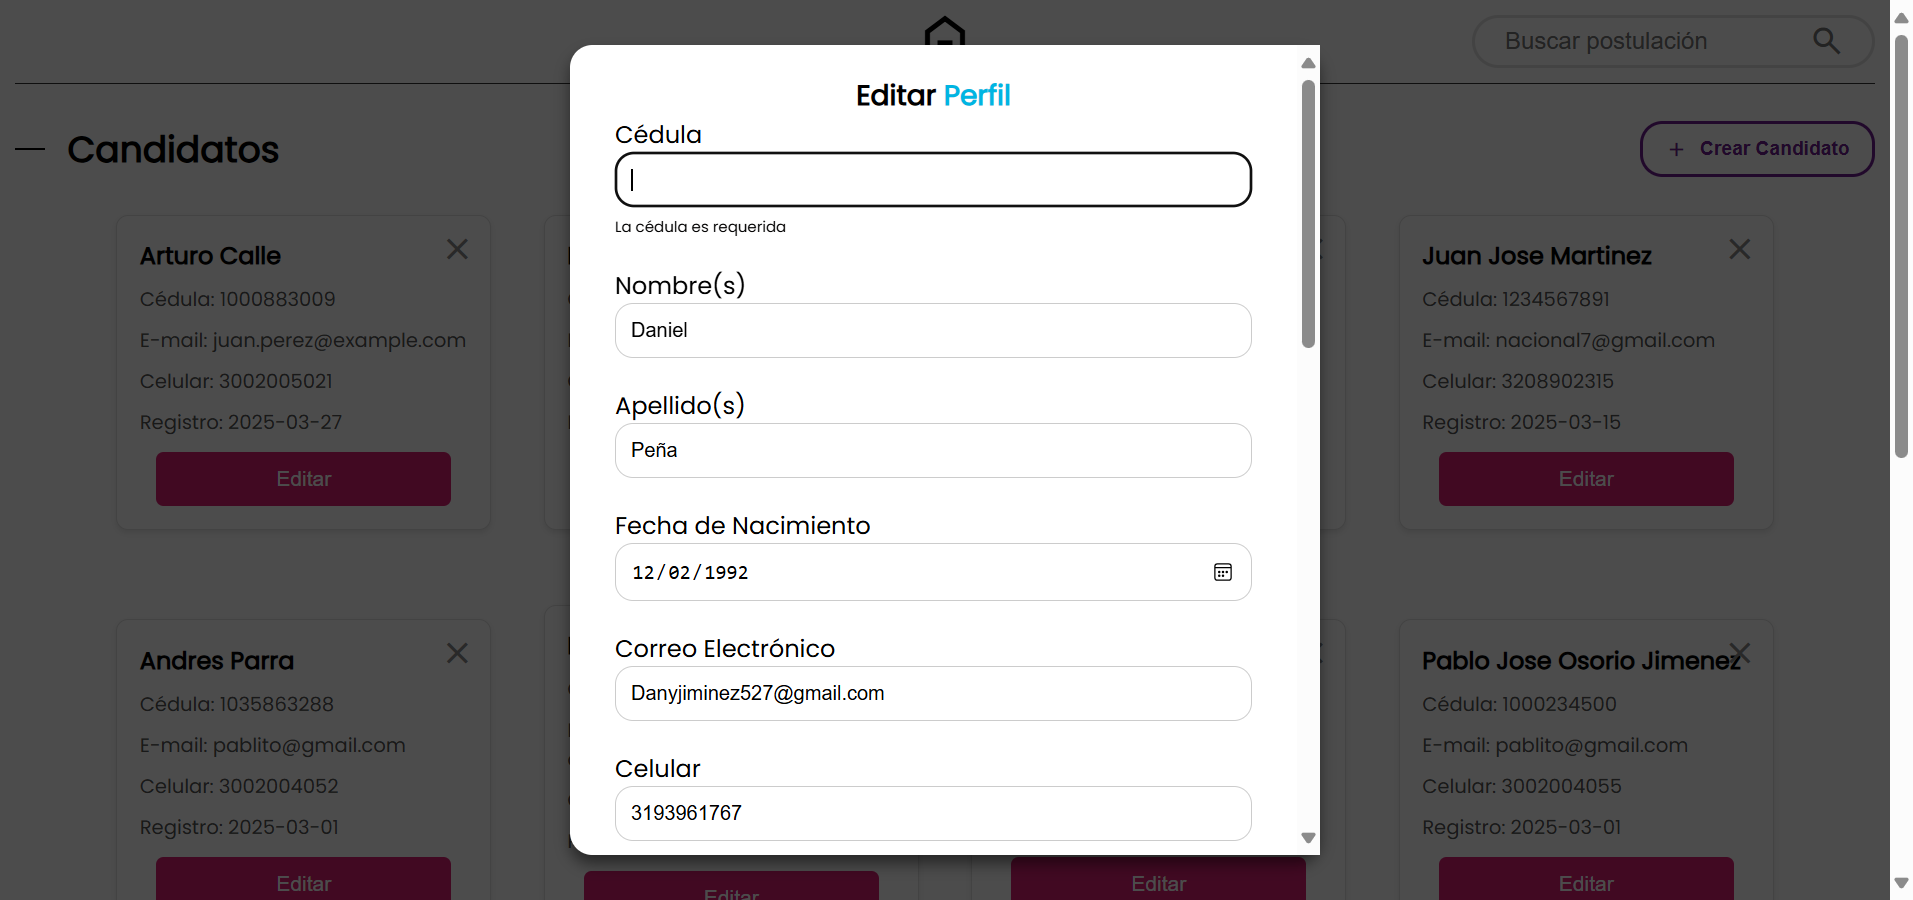 Buscar postulación
Candidatos
+ Crear Candidato
Editar Perfil
Cédula
La cédula es requerida
Nombre(s)
Daniel
Apellido(s)
Peña
Fecha de Nacimiento
12/02/1992
Correo Electrónico
Danyjiminez527@gmail.com
Celular
3193961767
Arturo Calle
Cédula: 1000883009
E-mail: juan.perez@example.com
Celular: 3002005021
Registro: 2025-03-27
Editar
Juan Jose Martinez
Cédula: 1234567891
E-mail: nacional7@gmail.com
Celular: 3208902315
Registro: 2025-03-15
Editar
Andres Parra
Cédula: 1035863288
E-mail: pablito@gmail.com
Celular: 3002004052
Registro: 2025-03-01
Editar
Editar
Editar
Pablo Jose Osorio Jimenez
Cédula: 1000234500
E-mail: pablito@gmail.com
Celular: 3002004055
Registro: 2025-03-01
Editar